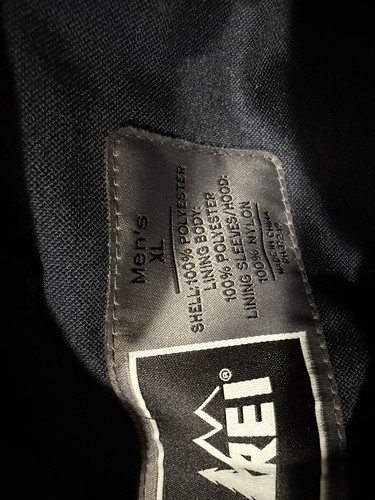 Men's
XL
SHELL:100% POLYESTER
LINING BODY:
100% POLYESTER
LINING SLEEVES/HOOD:
100% NYLON
MADE IN CHINA
REI®